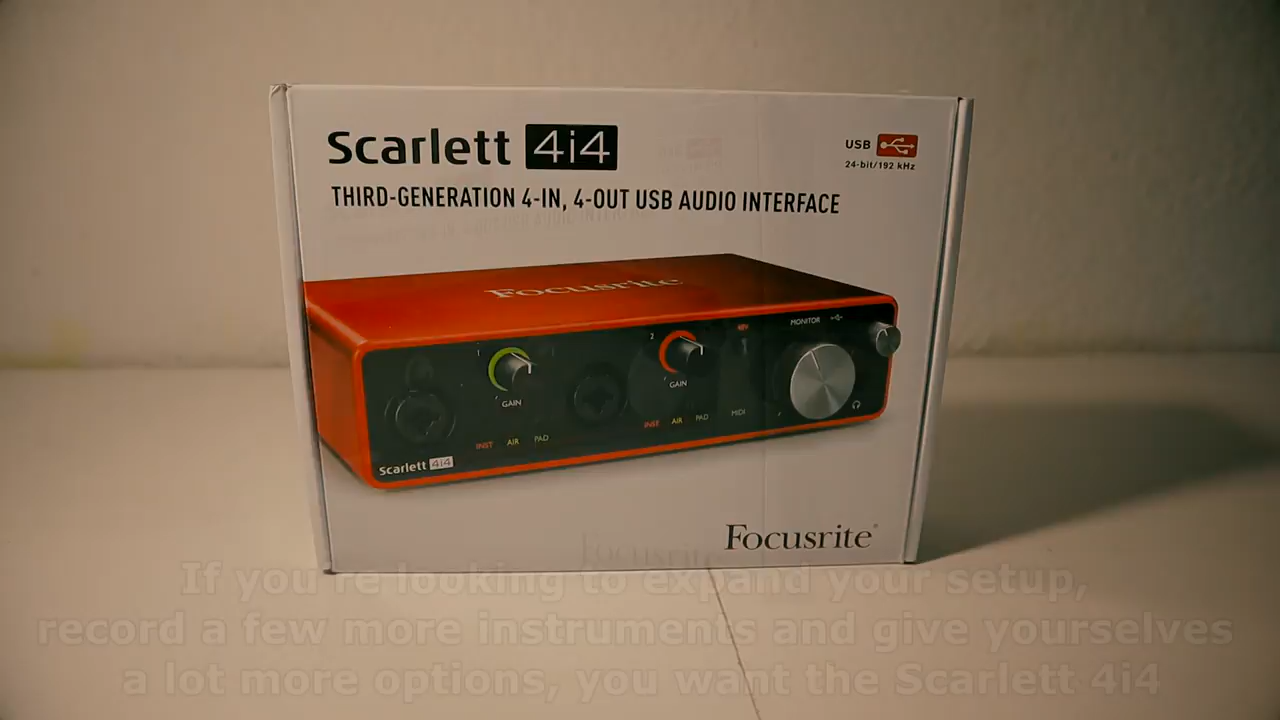 Scarlett 4i4
USB
24-bit/192 kHz
THIRD-GENERATION 4-IN, 4-OUT USB AUDIO INTERFACE
Focusrite
MONITOR
48V
1
2
GAIN
GAIN
INST AIR PAD
INST AIR PAD
MIDI
Scarlett 4i4
Focusrite
If you're looking to expand your setup,
record a few more instruments and give yourselves
a lot more options, you want the Scarlett 4i4